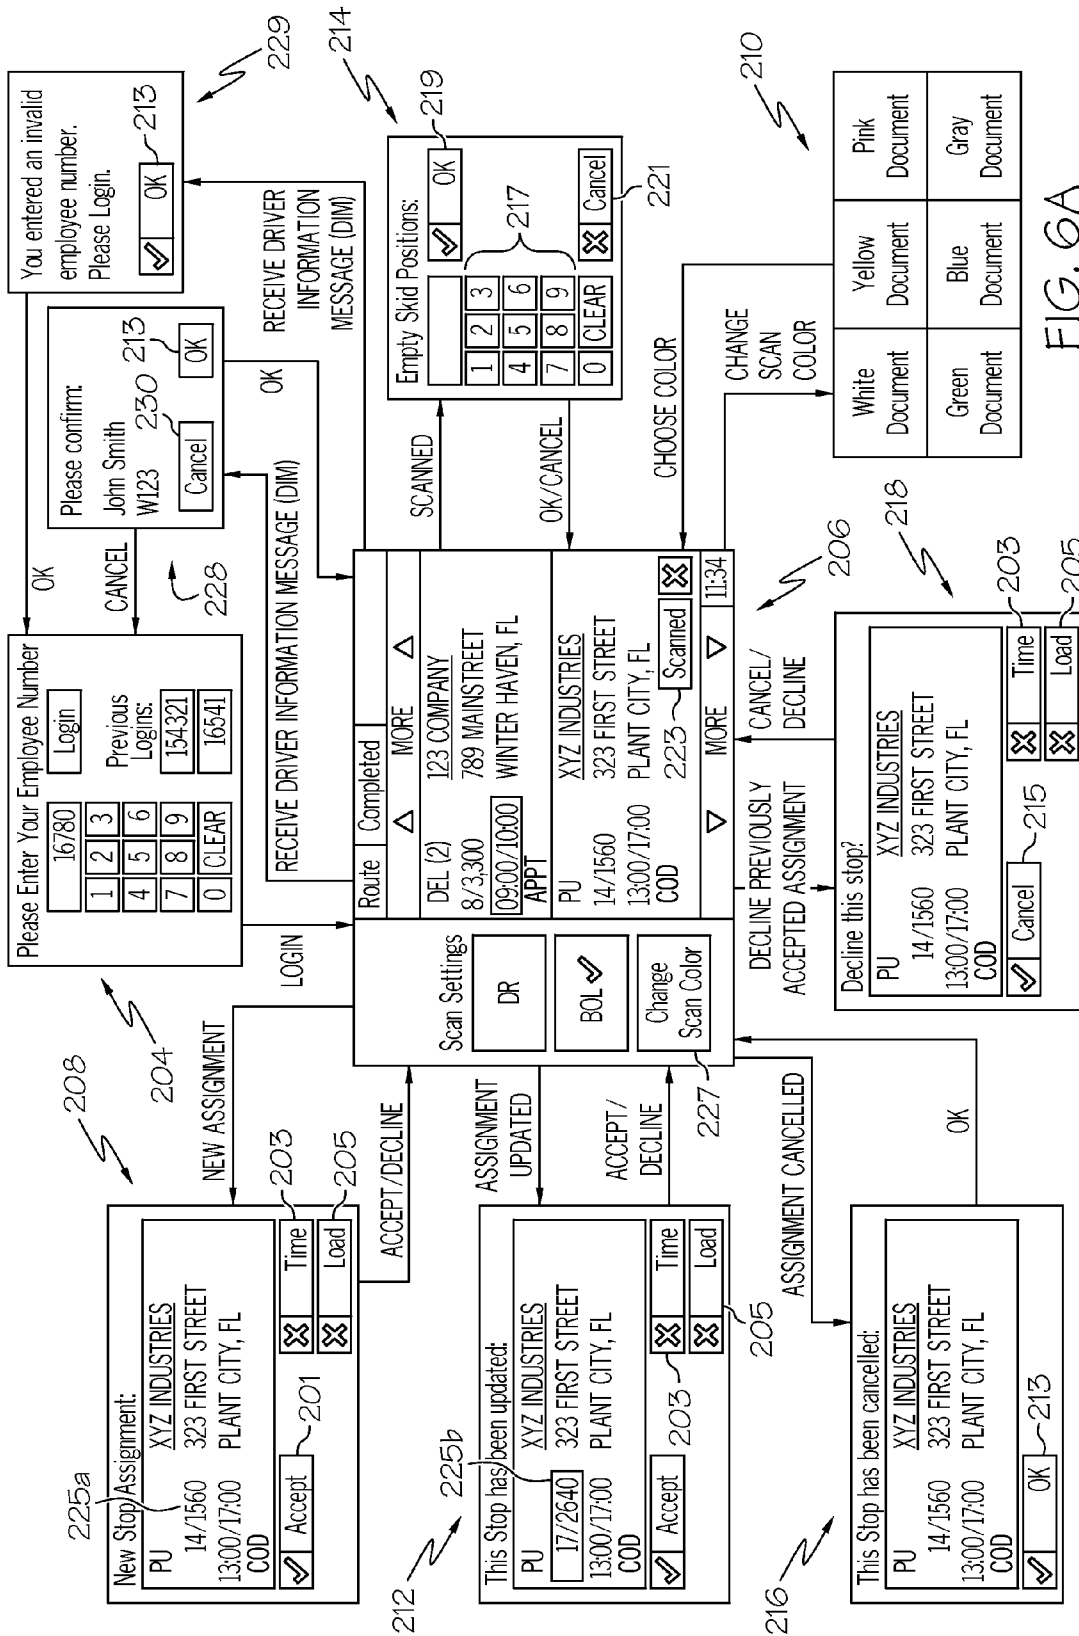 208
New Stop Assignment:
225a
PU
XYZ INDUSTRIES
14/1560
323 FIRST STREET
13:00/17:00
PLANT CITY, FL
COD
Accept
201
Time
203
Load
205
NEW ASSIGNMENT
ACCEPT/DECLINE
204
Please Enter Your Employee Number
16780
Login
1 2 3
4 5 6
7 8 9
0 CLEAR
Previous
Logins:
154321
16541
LOGIN
OK
CANCEL
228
Please confirm:
John Smith
W123
230
Cancel
213
OK
OK
RECEIVE DRIVER INFORMATION MESSAGE (DIM)
You entered an invalid
employee number.
Please Login.
OK
213
229
RECEIVE DRIVER
INFORMATION
MESSAGE (DIM)
212
This Stop has been updated:
225b
PU
XYZ INDUSTRIES
17/2640
323 FIRST STREET
13:00/17:00
PLANT CITY, FL
COD
Accept
203
Time
Load
205
ASSIGNMENT
UPDATED
ACCEPT/
DECLINE
Scan Settings
DR
BOL
Change
Scan Color
227
Route
Completed
MORE
DEL (2)
123 COMPANY
8/3,300
789 MAINSTREET
09:00/10:00
WINTER HAVEN, FL
APPT
PU
XYZ INDUSTRIES
14/1560
323 FIRST STREET
13:00/17:00
PLANT CITY, FL
COD
223
Scanned
MORE
11:34
206
SCANNED
OK/CANCEL
214
Empty Skid Positions:
1 2 3
4 5 6
7 8 9
0 CLEAR
217
OK
219
Cancel
221
CHOOSE COLOR
CHANGE
SCAN
COLOR
210
White
Document
Yellow
Document
Pink
Document
Green
Document
Blue
Document
Gray
Document
216
This Stop has been cancelled:
PU
XYZ INDUSTRIES
14/1560
323 FIRST STREET
13:00/17:00
PLANT CITY, FL
COD
OK
213
ASSIGNMENT CANCELLED
OK
DECLINE PREVIOUSLY
ACCEPTED ASSIGNMENT
CANCEL/
DECLINE
218
Decline this stop?
PU
XYZ INDUSTRIES
14/1560
323 FIRST STREET
13:00/17:00
PLANT CITY, FL
COD
Cancel
215
Time
203
Load
205
FIG. 6A